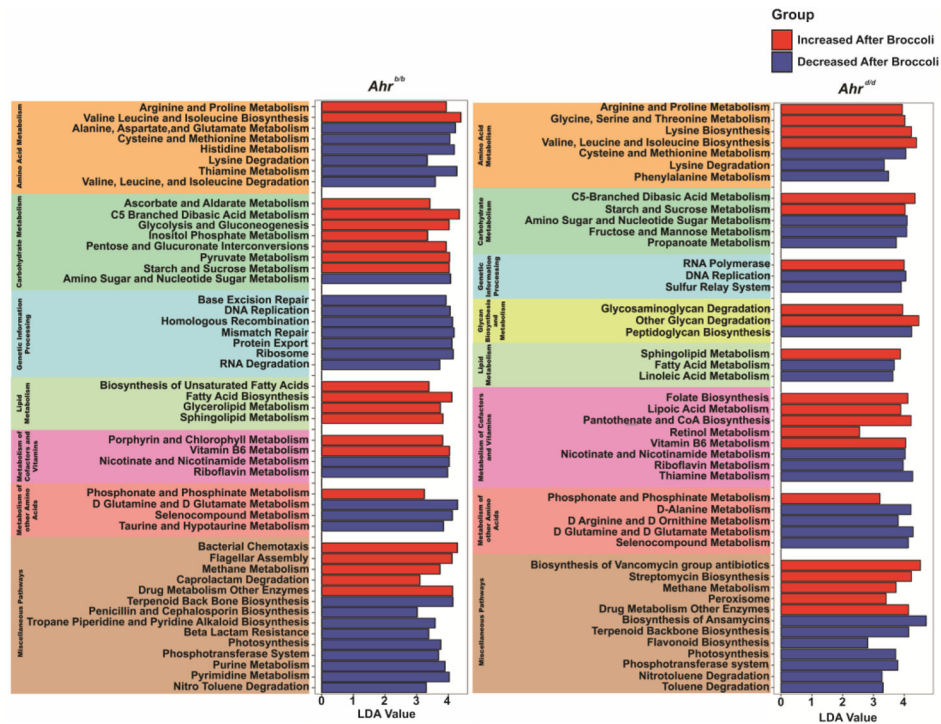 Group
Increased After Broccoli
Decreased After Broccoli
Ahr b/b
Amino Acid Metabolism
Arginine and Proline Metabolism
Valine Leucine and Isoleucine Biosynthesis
Alanine, Aspartate,and Glutamate Metabolism
Cysteine and Methionine Metabolism
Histidine Metabolism
Lysine Degradation
Thiamine Metabolism
Valine, Leucine, and Isoleucine Degradation
Carbohydrate Metabolism
Ascorbate and Aldarate Metabolism
C5 Branched Dibasic Acid Metabolism
Glycolysis and Gluconeogenesis
Inositol Phosphate Metabolism
Pentose and Glucuronate Interconversions
Pyruvate Metabolism
Starch and Sucrose Metabolism
Amino Sugar and Nucleotide Sugar Metabolism
Genetic Information
Processing
Base Excision Repair
DNA Replication
Homologous Recombination
Mismatch Repair
Protein Export
Ribosome
RNA Degradation
Lipid
Metabolism
Biosynthesis of Unsaturated Fatty Acids
Fatty Acid Biosynthesis
Glycerolipid Metabolism
Sphingolipid Metabolism
Metabolism of
Cofactors and
Vitamins
Porphyrin and Chlorophyll Metabolism
Vitamin B6 Metabolism
Nicotinate and Nicotinamide Metabolism
Riboflavin Metabolism
Metabolism of
other Amino
Acids
Phosphonate and Phosphinate Metabolism
D Glutamine and D Glutamate Metabolism
Selenocompound Metabolism
Taurine and Hypotaurine Metabolism
Miscellaneous Pathways
Bacterial Chemotaxis
Flagellar Assembly
Methane Metabolism
Caprolactam Degradation
Drug Metabolism Other Enzymes
Terpenoid Back Bone Biosynthesis
Penicillin and Cephalosporin Biosynthesis
Tropane Piperidine and Pyridine Alkaloid Biosynthesis
Beta Lactam Resistance
Photosynthesis
Phosphotransferase System
Purine Metabolism
Pyrimidine Metabolism
Nitro Toluene Degradation
0 1 2 3 4
LDA Value
Ahr d/d
Amino Acid
Metabolism
Arginine and Proline Metabolism
Glycine, Serine and Threonine Metabolism
Lysine Biosynthesis
Valine, Leucine and Isoleucine Biosynthesis
Cysteine and Methionine Metabolism
Lysine Degradation
Phenylalanine Metabolism
Carbohydrate
Metabolism
C5-Branched Dibasic Acid Metabolism
Starch and Sucrose Metabolism
Amino Sugar and Nucleotide Sugar Metabolism
Fructose and Mannose Metabolism
Propanoate Metabolism
Genetic
Information
Processing
RNA Polymerase
DNA Replication
Sulfur Relay System
Glycan
Biosynthesis
and
Metabolism
Glycosaminoglycan Degradation
Other Glycan Degradation
Peptidoglycan Biosynthesis
Lipid
Metabolism
Sphingolipid Metabolism
Fatty Acid Metabolism
Linoleic Acid Metabolism
Metabolism of Cofactors
and Vitamins
Folate Biosynthesis
Lipoic Acid Metabolism
Pantothenate and CoA Biosynthesis
Retinol Metabolism
Vitamin B6 Metabolism
Nicotinate and Nicotinamide Metabolism
Riboflavin Metabolism
Thiamine Metabolism
Metabolism of
other Amino Acids
Phosphonate and Phosphinate Metabolism
D-Alanine Metabolism
D Arginine and D Ornithine Metabolism
D Glutamine and D Glutamate Metabolism
Selenocompound Metabolism
Miscellaneous Pathways
Biosynthesis of Vancomycin group antibiotics
Streptomycin Biosynthesis
Methane Metabolism
Peroxisome
Drug Metabolism Other Enzymes
Biosynthesis of Ansamycins
Terpenoid Backbone Biosynthesis
Flavonoid Biosynthesis
Photosynthesis
Phosphotransferase system
Nitrotoluene Degradation
Toluene Degradation
0 1 2 3 4
LDA Value